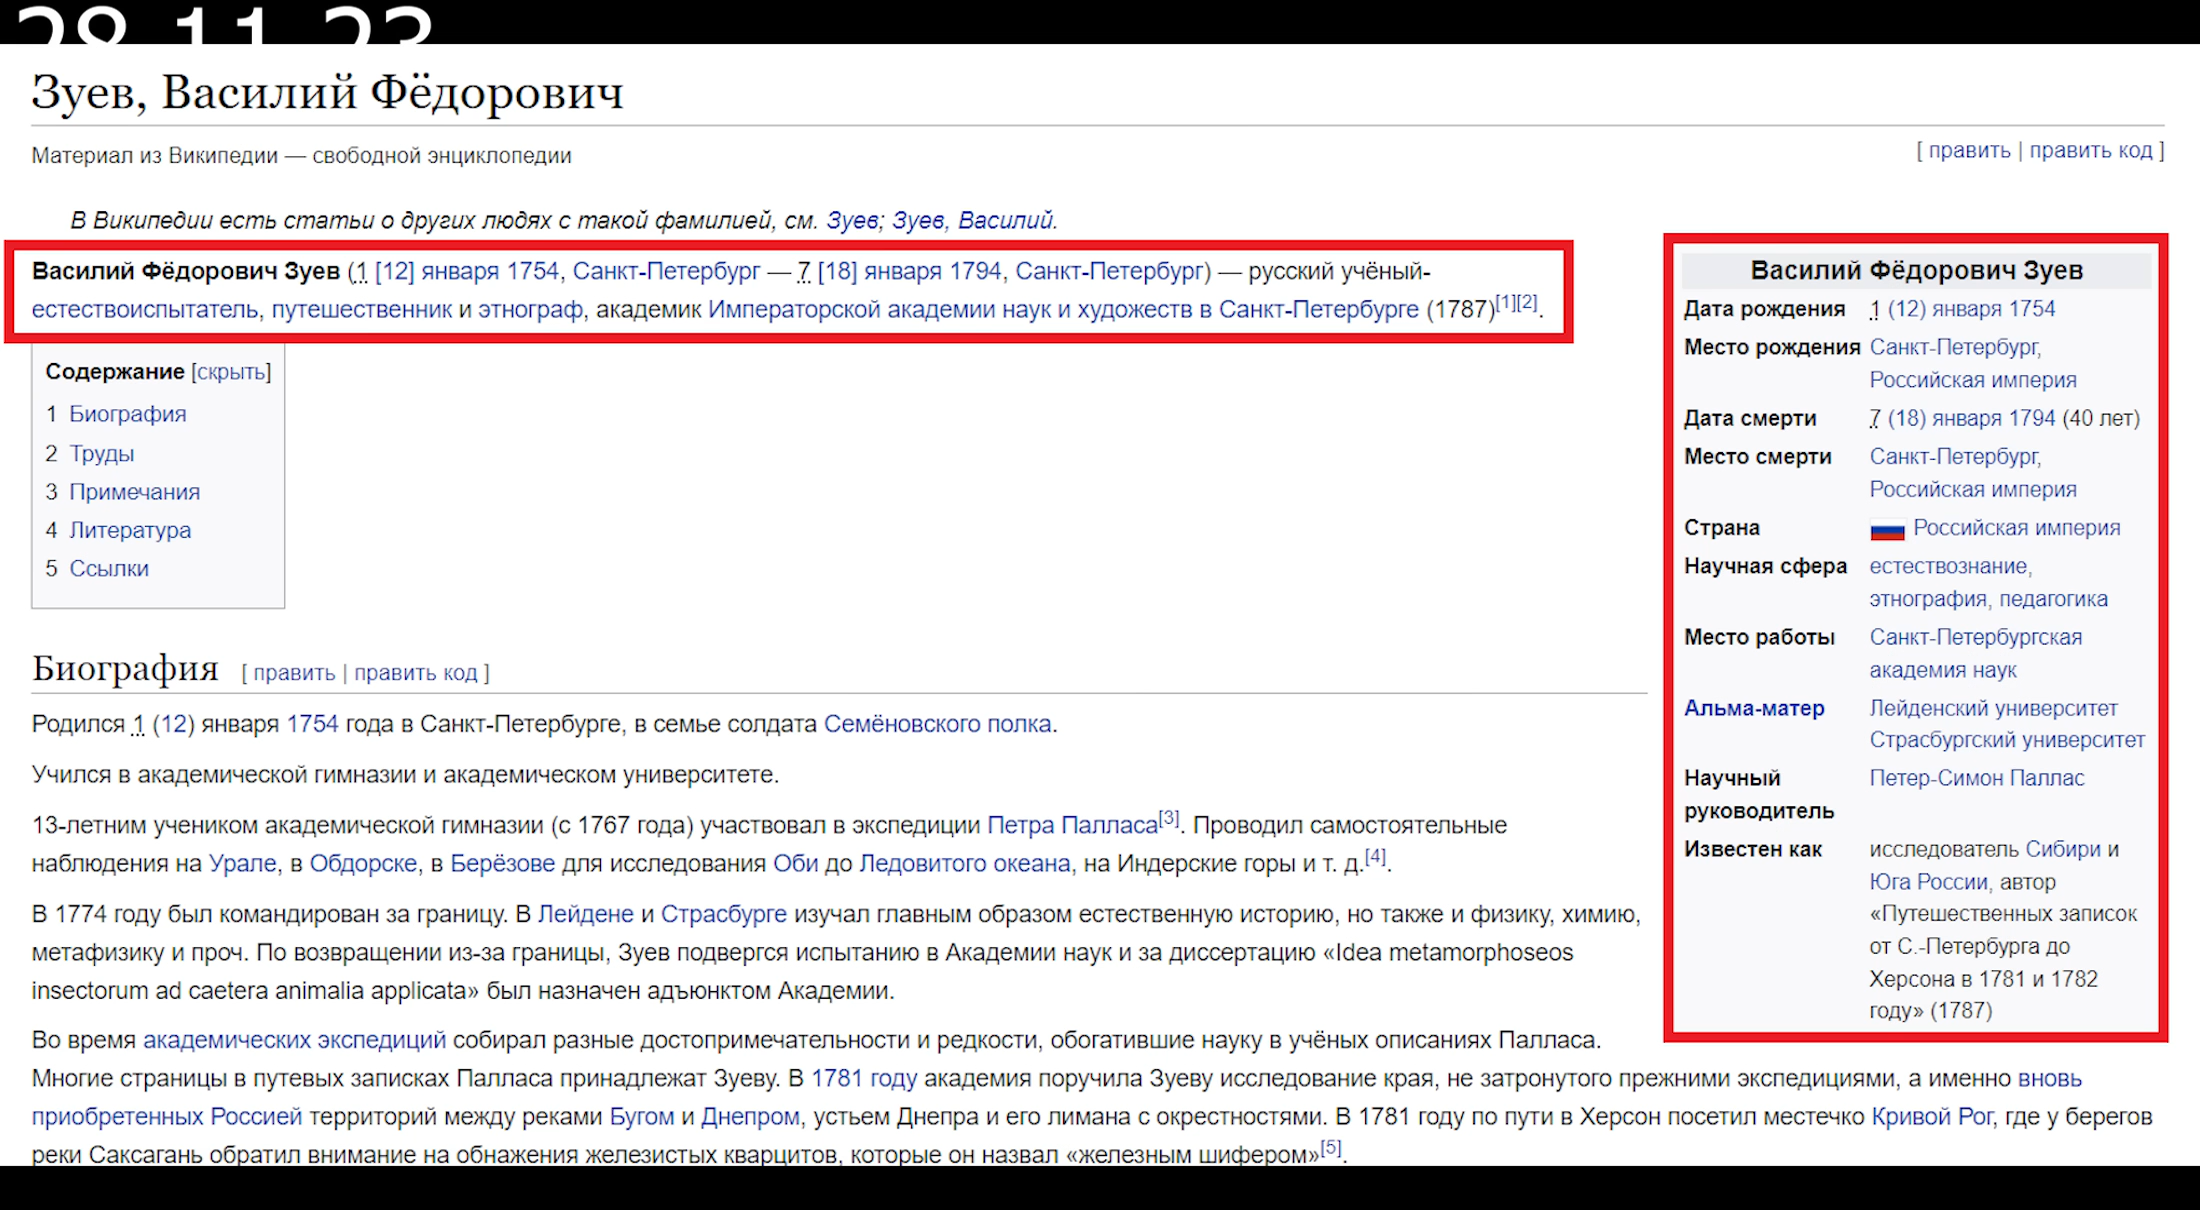 28.11.23
Зуев, Василий Фёдорович
Материал из Википедии — свободной энциклопедии
[ править | править код ]
В Википедии есть статьи о других людях с такой фамилией, см. Зуев; Зуев, Василий.
Василий Фёдорович Зуев (1 [12] января 1754, Санкт-Петербург — 7 [18] января 1794, Санкт-Петербург) — русский учёный-
естествоиспытатель, путешественник и этнограф, академик Императорской академии наук и художеств в Санкт-Петербурге (1787)[1][2].
Содержание [скрыть]
1 Биография
2 Труды
3 Примечания
4 Литература
5 Ссылки
Биография [ править | править код ]
Родился 1 (12) января 1754 года в Санкт-Петербурге, в семье солдата Семёновского полка.
Учился в академической гимназии и академическом университете.
13-летним учеником академической гимназии (с 1767 года) участвовал в экспедиции Петра Палласа[3]. Проводил самостоятельные
наблюдения на Урале, в Обдорске, в Берёзове для исследования Оби до Ледовитого океана, на Индерские горы и т. д.[4].
В 1774 году был командирован за границу. В Лейдене и Страсбурге изучал главным образом естественную историю, но также и физику, химию,
метафизику и проч. По возвращении из-за границы, Зуев подвергся испытанию в Академии наук и за диссертацию «Idea metamorphoseos
insectorum ad caetera animalia applicata» был назначен адъюнктом Академии.
Во время академических экспедиций собирал разные достопримечательности и редкости, обогатившие науку в учёных описаниях Палласа.
Многие страницы в путевых записках Палласа принадлежат Зуеву. В 1781 году академия поручила Зуеву исследование края, не затронутого прежними экспедициями, а именно вновь
приобретенных Россией территорий между реками Бугом и Днепром, устьем Днепра и его лимана с окрестностями. В 1781 году по пути в Херсон посетил местечко Кривой Рог, где у берегов
реки Саксагань обратил внимание на обнажения железистых кварцитов, которые он назвал «железным шифером»[5].
Василий Фёдорович Зуев
Дата рождения 1 (12) января 1754
Место рождения Санкт-Петербург,
Российская империя
Дата смерти 7 (18) января 1794 (40 лет)
Место смерти Санкт-Петербург,
Российская империя
Страна Российская империя
Научная сфера естествознание,
этнография, педагогика
Место работы Санкт-Петербургская
академия наук
Альма-матер Лейденский университет
Страсбургский университет
Научный Петер-Симон Паллас
руководитель
Известен как исследователь Сибири и
Юга России, автор
«Путешественных записок
от С.-Петербурга до
Херсона в 1781 и 1782
году» (1787)